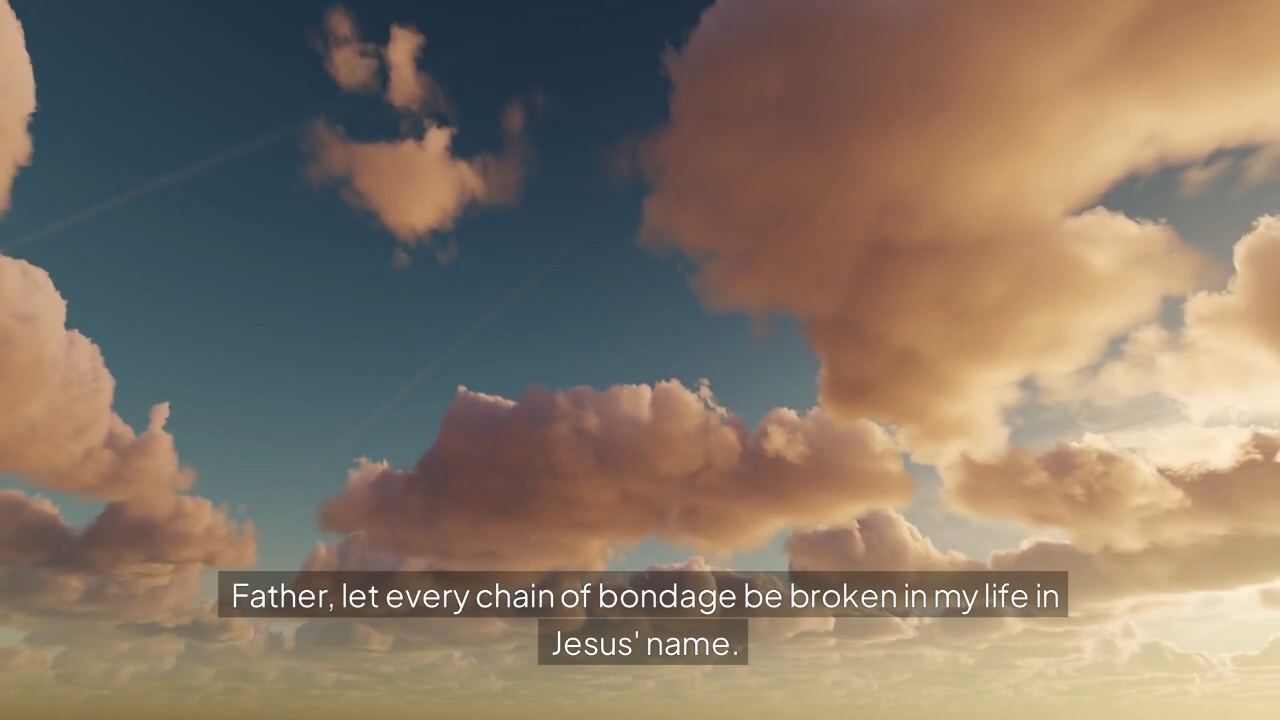 Father, let every chain of bondage be broken in my life in
Jesus' name.